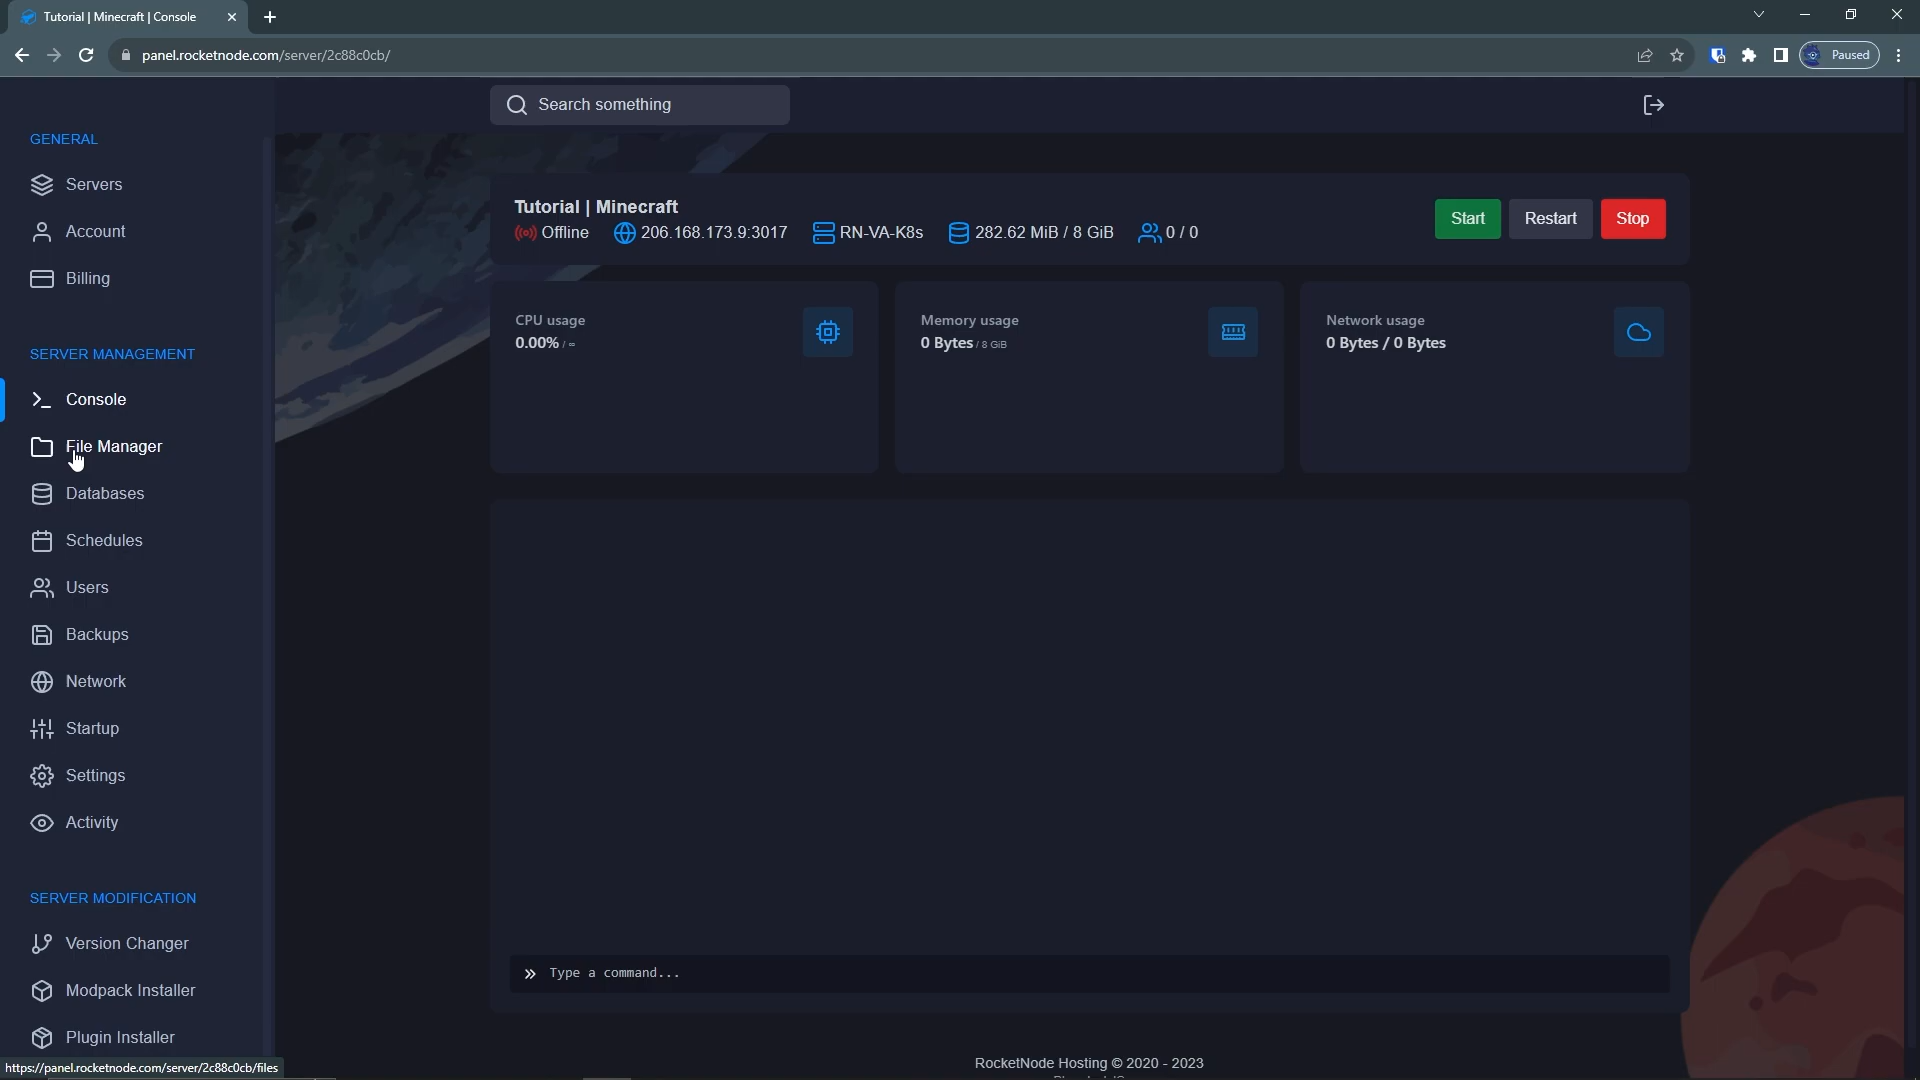 Tutorial | Minecraft | Console
panel.rocketnode.com/server/2c88c0cb/
Paused
Search something
GENERAL
Servers
Account
Billing
SERVER MANAGEMENT
Console
File Manager
Databases
Schedules
Users
Backups
Network
Startup
Settings
Activity
SERVER MODIFICATION
Version Changer
Modpack Installer
Plugin Installer
https://panel.rocketnode.com/server/2c88c0cb/files
Tutorial | Minecraft
Offline 206.168.173.9:3017 RN-VA-K8s 282.62 MiB / 8 GiB 0 / 0
Start Restart Stop
CPU usage
0.00% / ∞
Memory usage
0 Bytes / 8 GiB
Network usage
0 Bytes / 0 Bytes
» Type a command...
RocketNode Hosting © 2020 - 2023